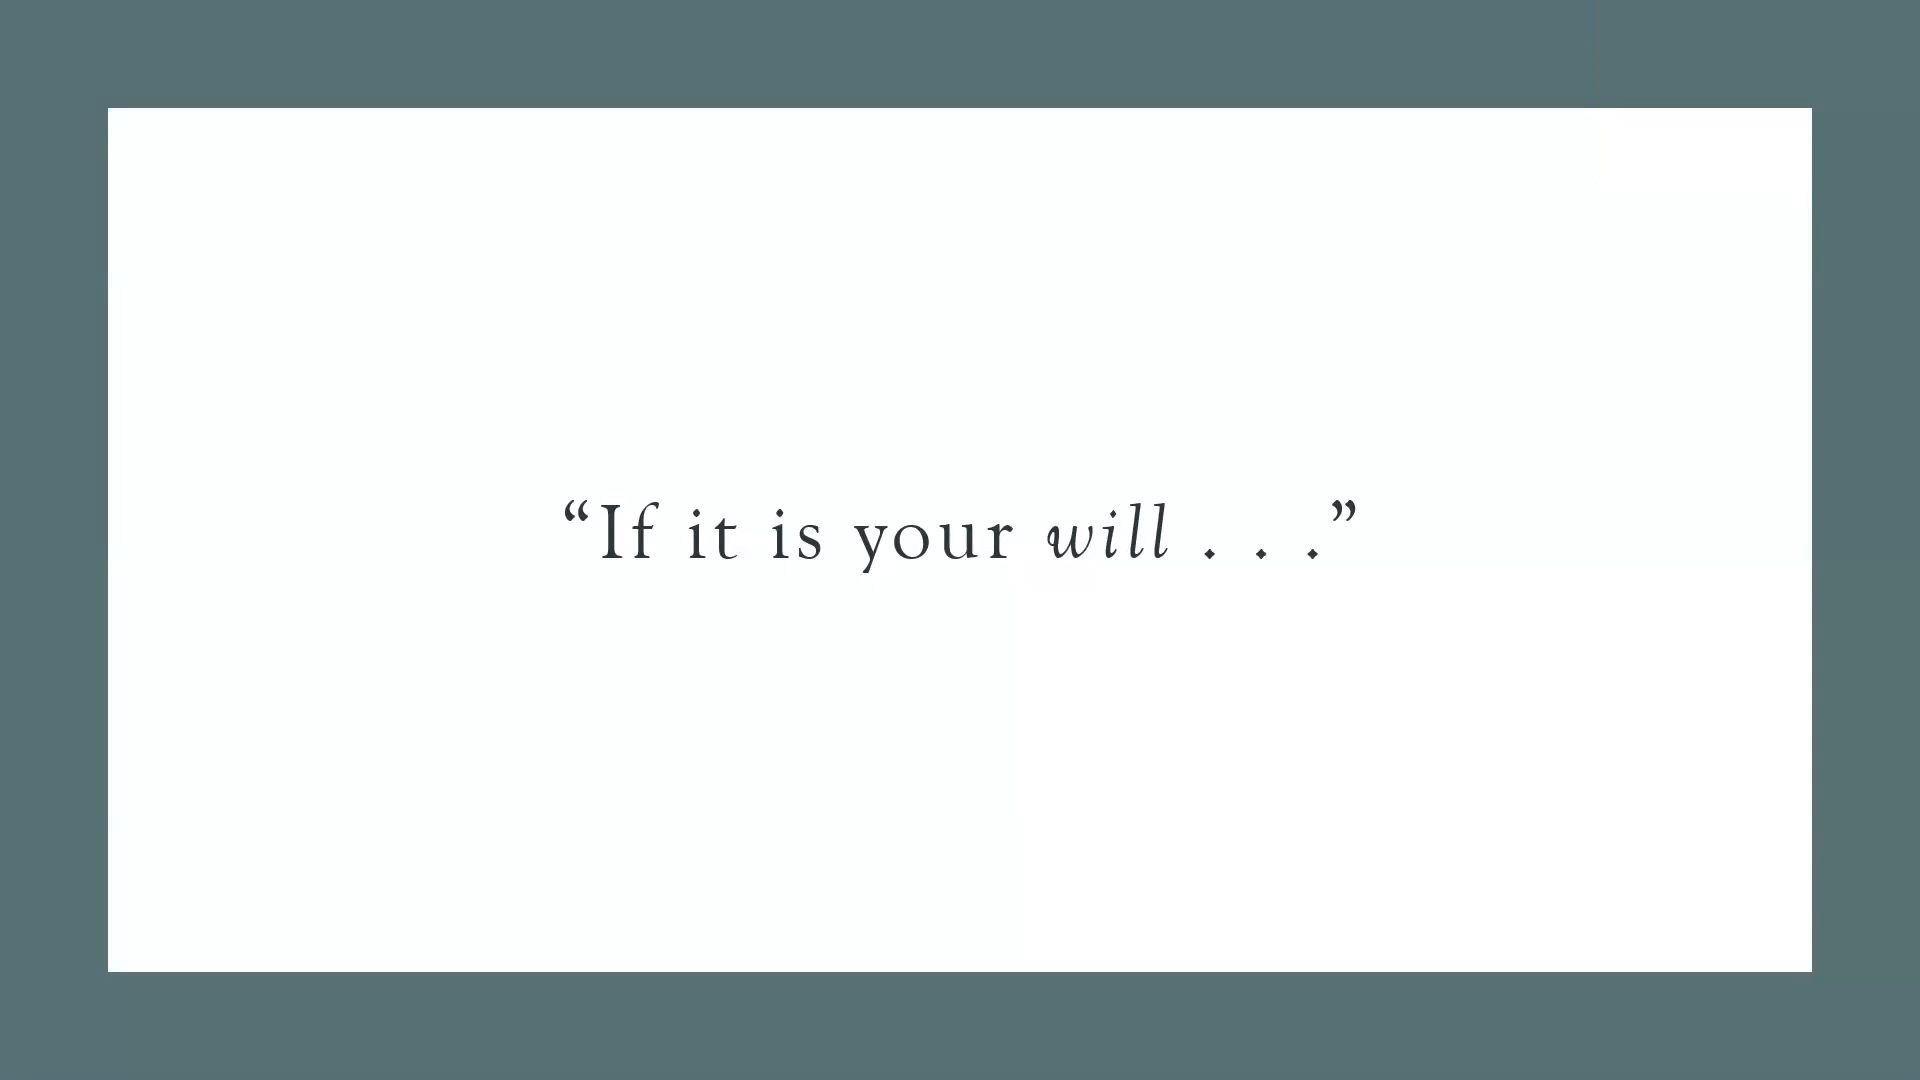 “If it is your will . . .”